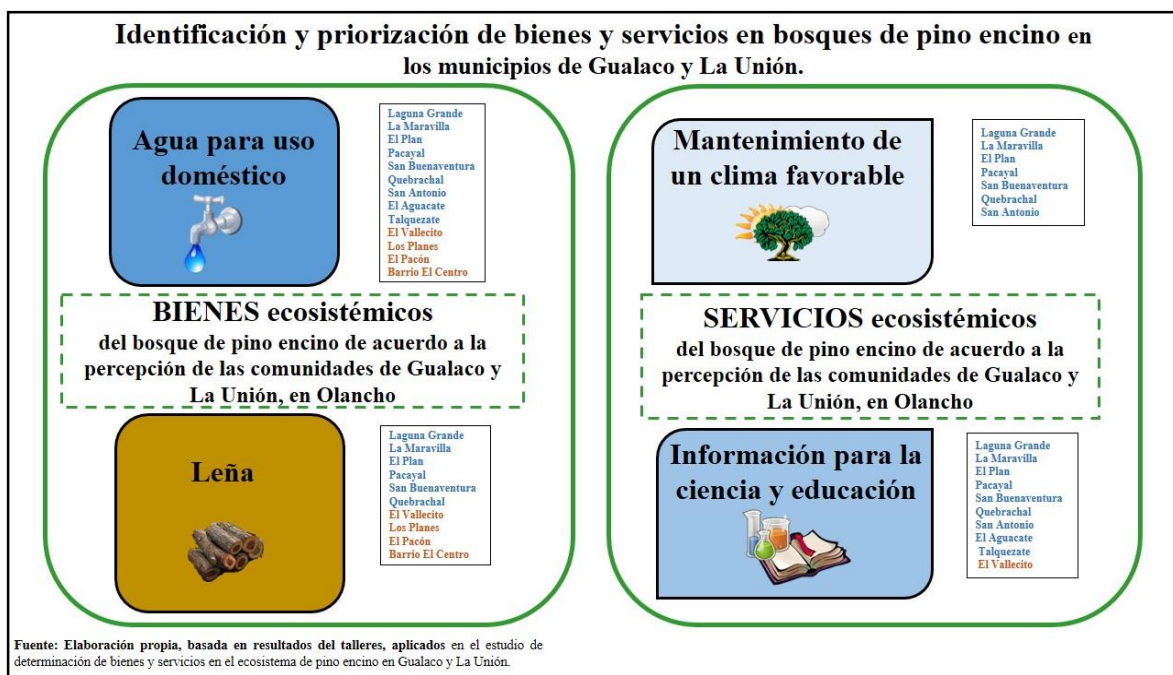 Identificación y priorización de bienes y servicios en bosques de pino encino en
los municipios de Gualaco y La Unión.
Agua para uso
doméstico
Laguna Grande
La Maravilla
El Plan
Pacayal
San Buenaventura
Quebrachal
San Antonio
El Aguacate
Talquezate
El Vallecito
Los Planes
El Pacón
Barrio El Centro
BIENES ecosistémicos
del bosque de pino encino de acuerdo a la
percepción de las comunidades de Gualaco y
La Unión, en Olancho
Leña
Laguna Grande
La Maravilla
El Plan
Pacayal
San Buenaventura
Quebrachal
El Vallecito
Los Planes
El Pacón
Barrio El Centro
Mantenimiento de
un clima favorable
Laguna Grande
La Maravilla
El Plan
Pacayal
San Buenaventura
Quebrachal
San Antonio
SERVICIOS ecosistémicos
del bosque de pino encino de acuerdo a la
percepción de las comunidades de Gualaco y
La Unión, en Olancho
Información para la
ciencia y educación
Laguna Grande
La Maravilla
El Plan
Pacayal
San Buenaventura
Quebrachal
San Antonio
El Aguacate
Talquezate
El Vallecito
Fuente: Elaboración propia, basada en resultados del talleres, aplicados en el estudio de
determinación de bienes y servicios en el ecosistema de pino encino en Gualaco y La Unión.